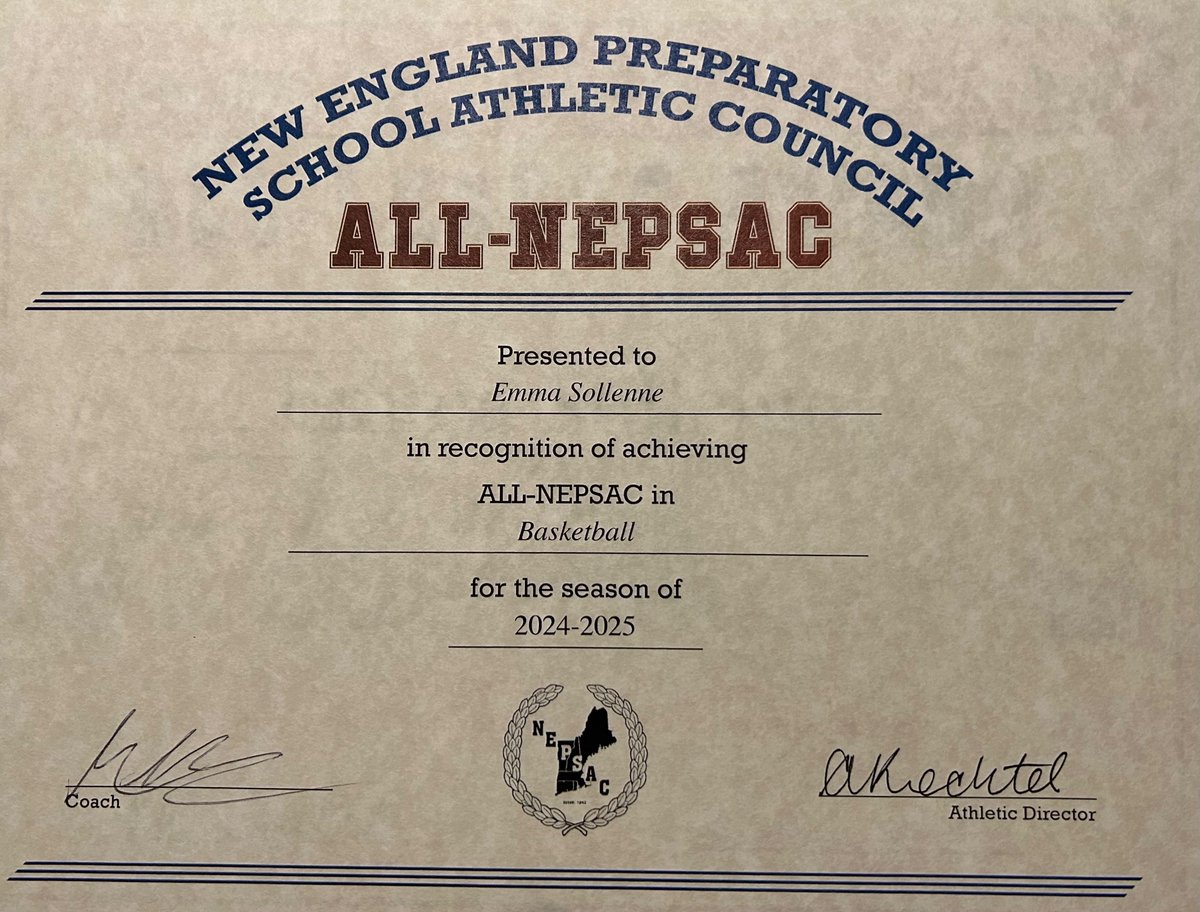 NEW ENGLAND PREPARATORY
SCHOOL ATHLETIC COUNCIL
ALL-NEPSAC
Presented to
Emma Sollenne
in recognition of achieving
ALL-NEPSAC in
Basketball
for the season of
2024-2025
NEPSAC
Coach
Athletic Director